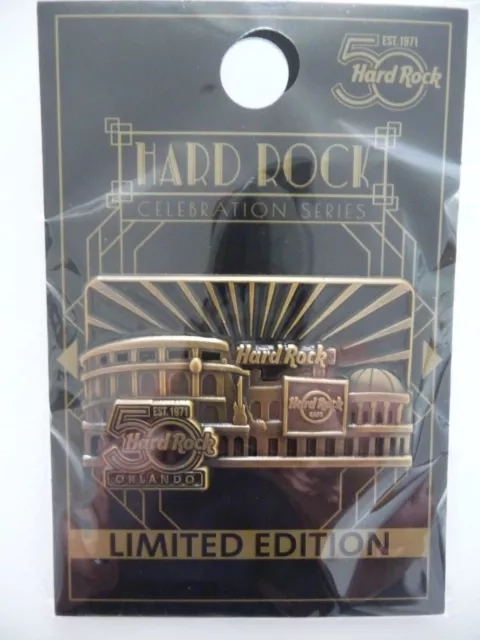 EST. 1971
50
Hard Rock
HARD ROCK
CELEBRATION SERIES
Hard Rock
Hard Rock
CAFE
EST. 1971
50
Hard Rock
ORLANDO
LIMITED EDITION